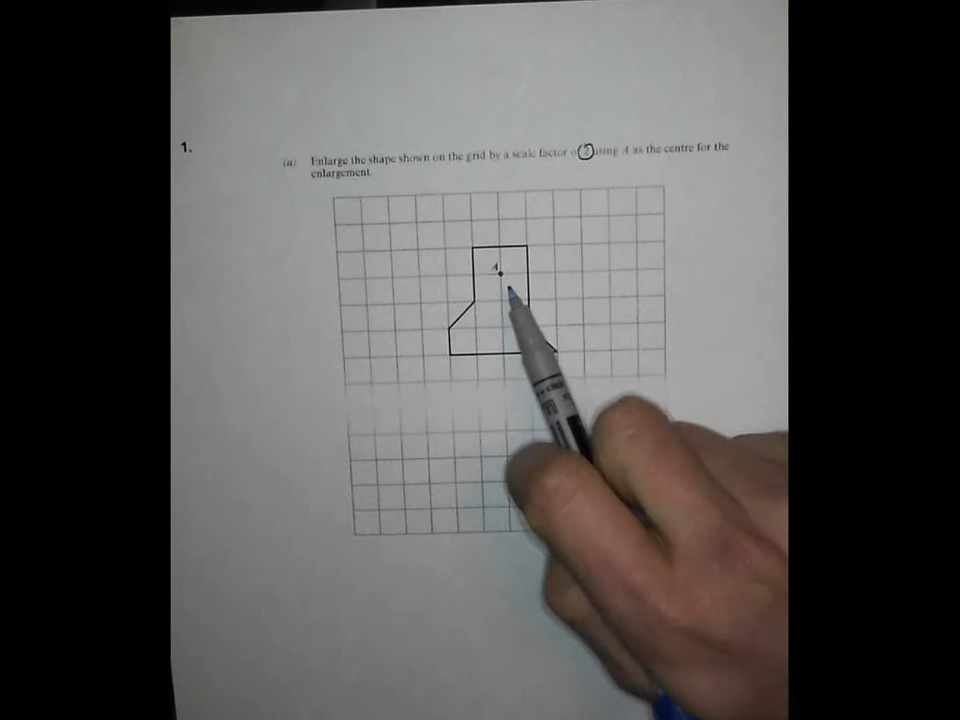 1.
(a) Enlarge the shape shown on the grid by a scale factor of 2 using A as the centre for the
enlargement.
A